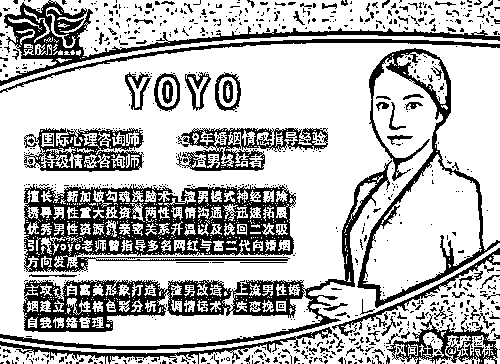 YOYO
国际心理咨询师
9年婚姻情感指导经验
特级情感咨询师
渣男终结者
擅长：新加坡勾魂洗脑术，渣男模式神经剥离，
诱导男性重大投资，两性调情沟通，迅速拓展
优秀男性资源，亲密关系升温以及挽回二次吸
引，yoyo老师曾指导多名网红与富二代向婚姻
方向发展。
主攻：白富美形象打造，渣男改造，上流男性婚
姻建立，性格色彩分析，调情话术，失恋挽回，
自我情绪管理。